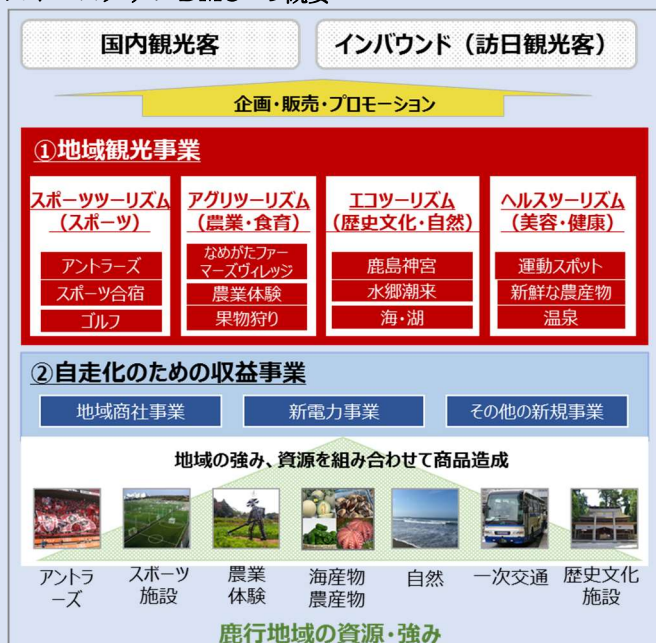 国内観光客
インバウンド（訪日観光客）
企画・販売・プロモーション
①地域観光事業
スポーツツーリズム
（スポーツ）
アントラーズ
スポーツ合宿
ゴルフ
アグリツーリズム
（農業・食育）
なめがたファー
マーズヴィレッジ
農業体験
果物狩り
エコツーリズム
（歴史文化・自然）
鹿島神宮
水郷潮来
海・湖
ヘルスツーリズム
（美容・健康）
運動スポット
新鮮な農産物
温泉
②自走化のための収益事業
地域商社事業
新電力事業
その他の新規事業
地域の強み、資源を組み合わせて商品造成
アントラ
ーズ
スポーツ
施設
農業
体験
海産物
農産物
自然
一次交通
歴史文化
施設
鹿行地域の資源・強み